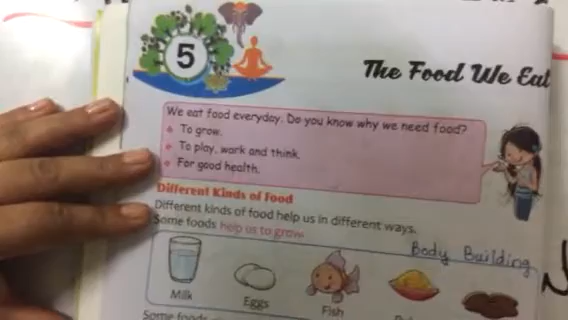 5
The Food We Eat
We eat food everyday. Do you know why we need food?
To grow.
To play, work and think.
For good health.
Different Kinds of Food
Different kinds of food help us in different ways.
Some foods help us to grow.
Body Building
Milk
Eggs
Fish
Some foods